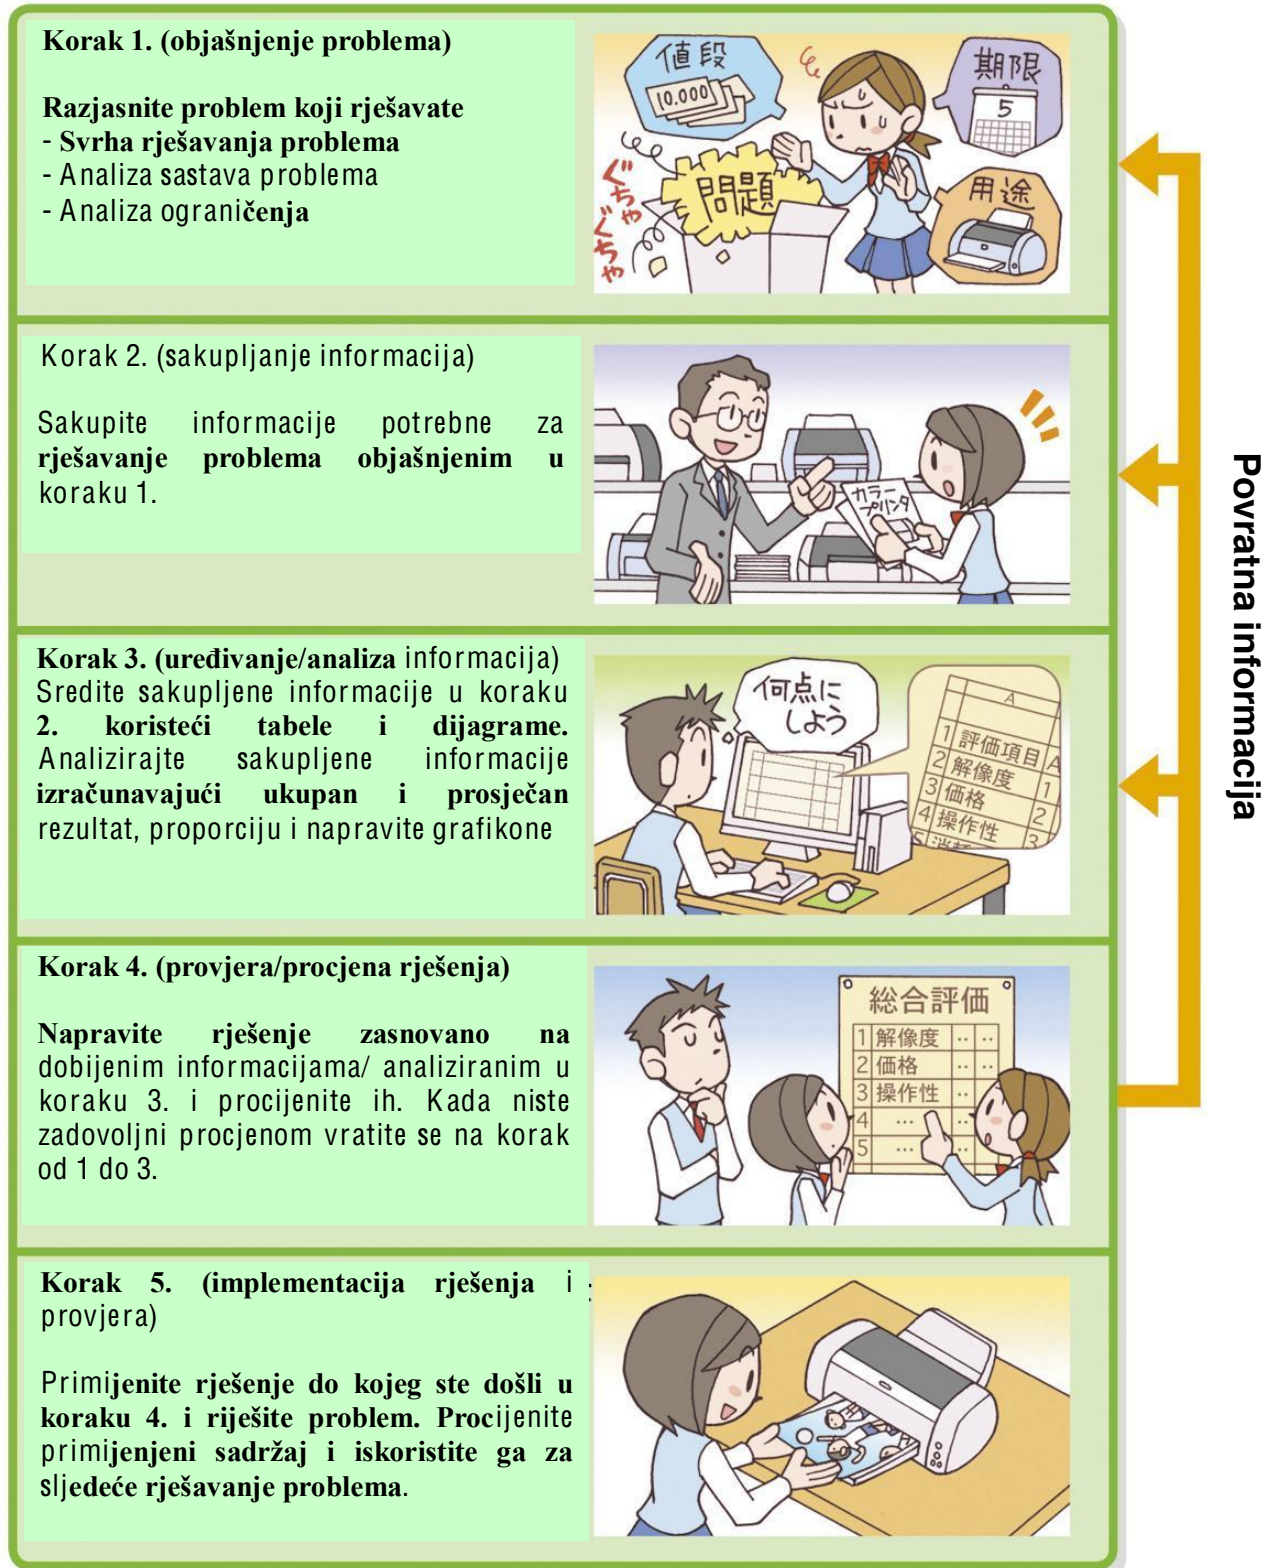 Korak 1. (objašnjenje problema)
Razjasnite problem koji rješavate
- Svrha rješavanja problema
- Analiza sastava problema
- Analiza ograničenja
値段
10.000
問題
ぐちゃぐちゃ
期限
5
用途
Korak 2. (sakupljanje informacija)
Sakupite informacije potrebne za
rješavanje problema objašnjenim u
koraku 1.
カラー
プリンタ
Korak 3. (uređivanje/analiza informacija)
Sredite sakupljene informacije u koraku
2. koristeći tabele i dijagrame.
Analizirajte sakupljene informacije
izračunavajući ukupan i prosječan
rezultat, proporciju i napravite grafikone
何点に
しよう
A
1 評価項目 A
2 解像度 1
3 価格 2
4 操作性 3
5
Korak 4. (provjera/procjena rješenja)
Napravite rješenje zasnovano na
dobijenim informacijama/ analiziranim u
koraku 3. i procijenite ih. Kada niste
zadovoljni procjenom vratite se na korak
od 1 do 3.
総合評価
1 解像度 ‥ ‥
2 価格 ‥ ‥
3 操作性 ‥
4 …
5 …
Korak 5. (implementacija rješenja i
provjera)
Primijenite rješenje do kojeg ste došli u
koraku 4. i riješite problem. Procijenite
primijenjeni sadržaj i iskoristite ga za
sljedeće rješavanje problema.
Povratna informacija